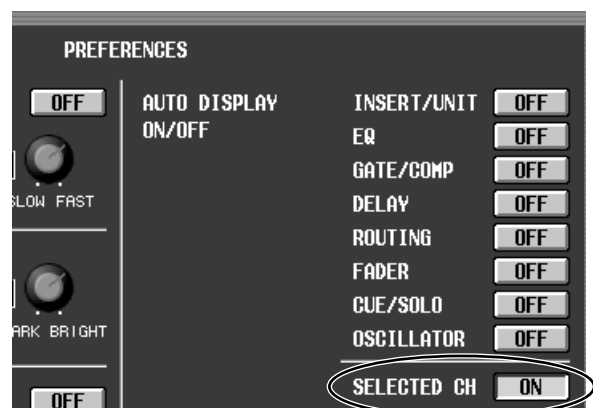 PREFERENCES
OFF
AUTO DISPLAY
ON/OFF
INSERT/UNIT OFF
EQ OFF
GATE/COMP OFF
DELAY OFF
ROUTING OFF
FADER OFF
CUE/SOLO OFF
OSCILLATOR OFF
SELECTED CH ON
SLOW FAST
BRIGHT
OFF